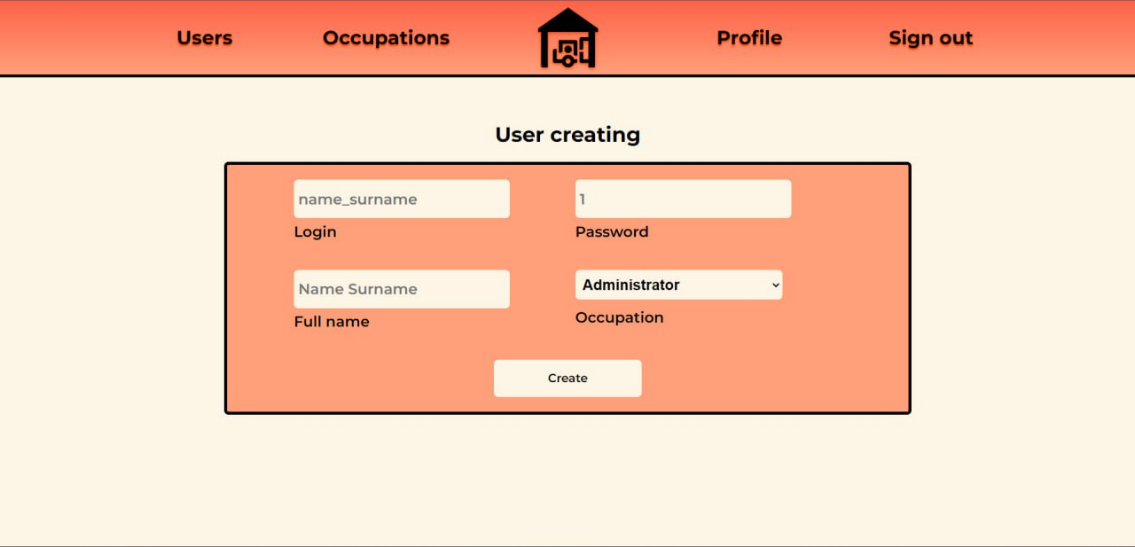 Users Occupations Profile Sign out
User creating
name_surname 1
Login Password
Name Surname Administrator
Full name Occupation
Create